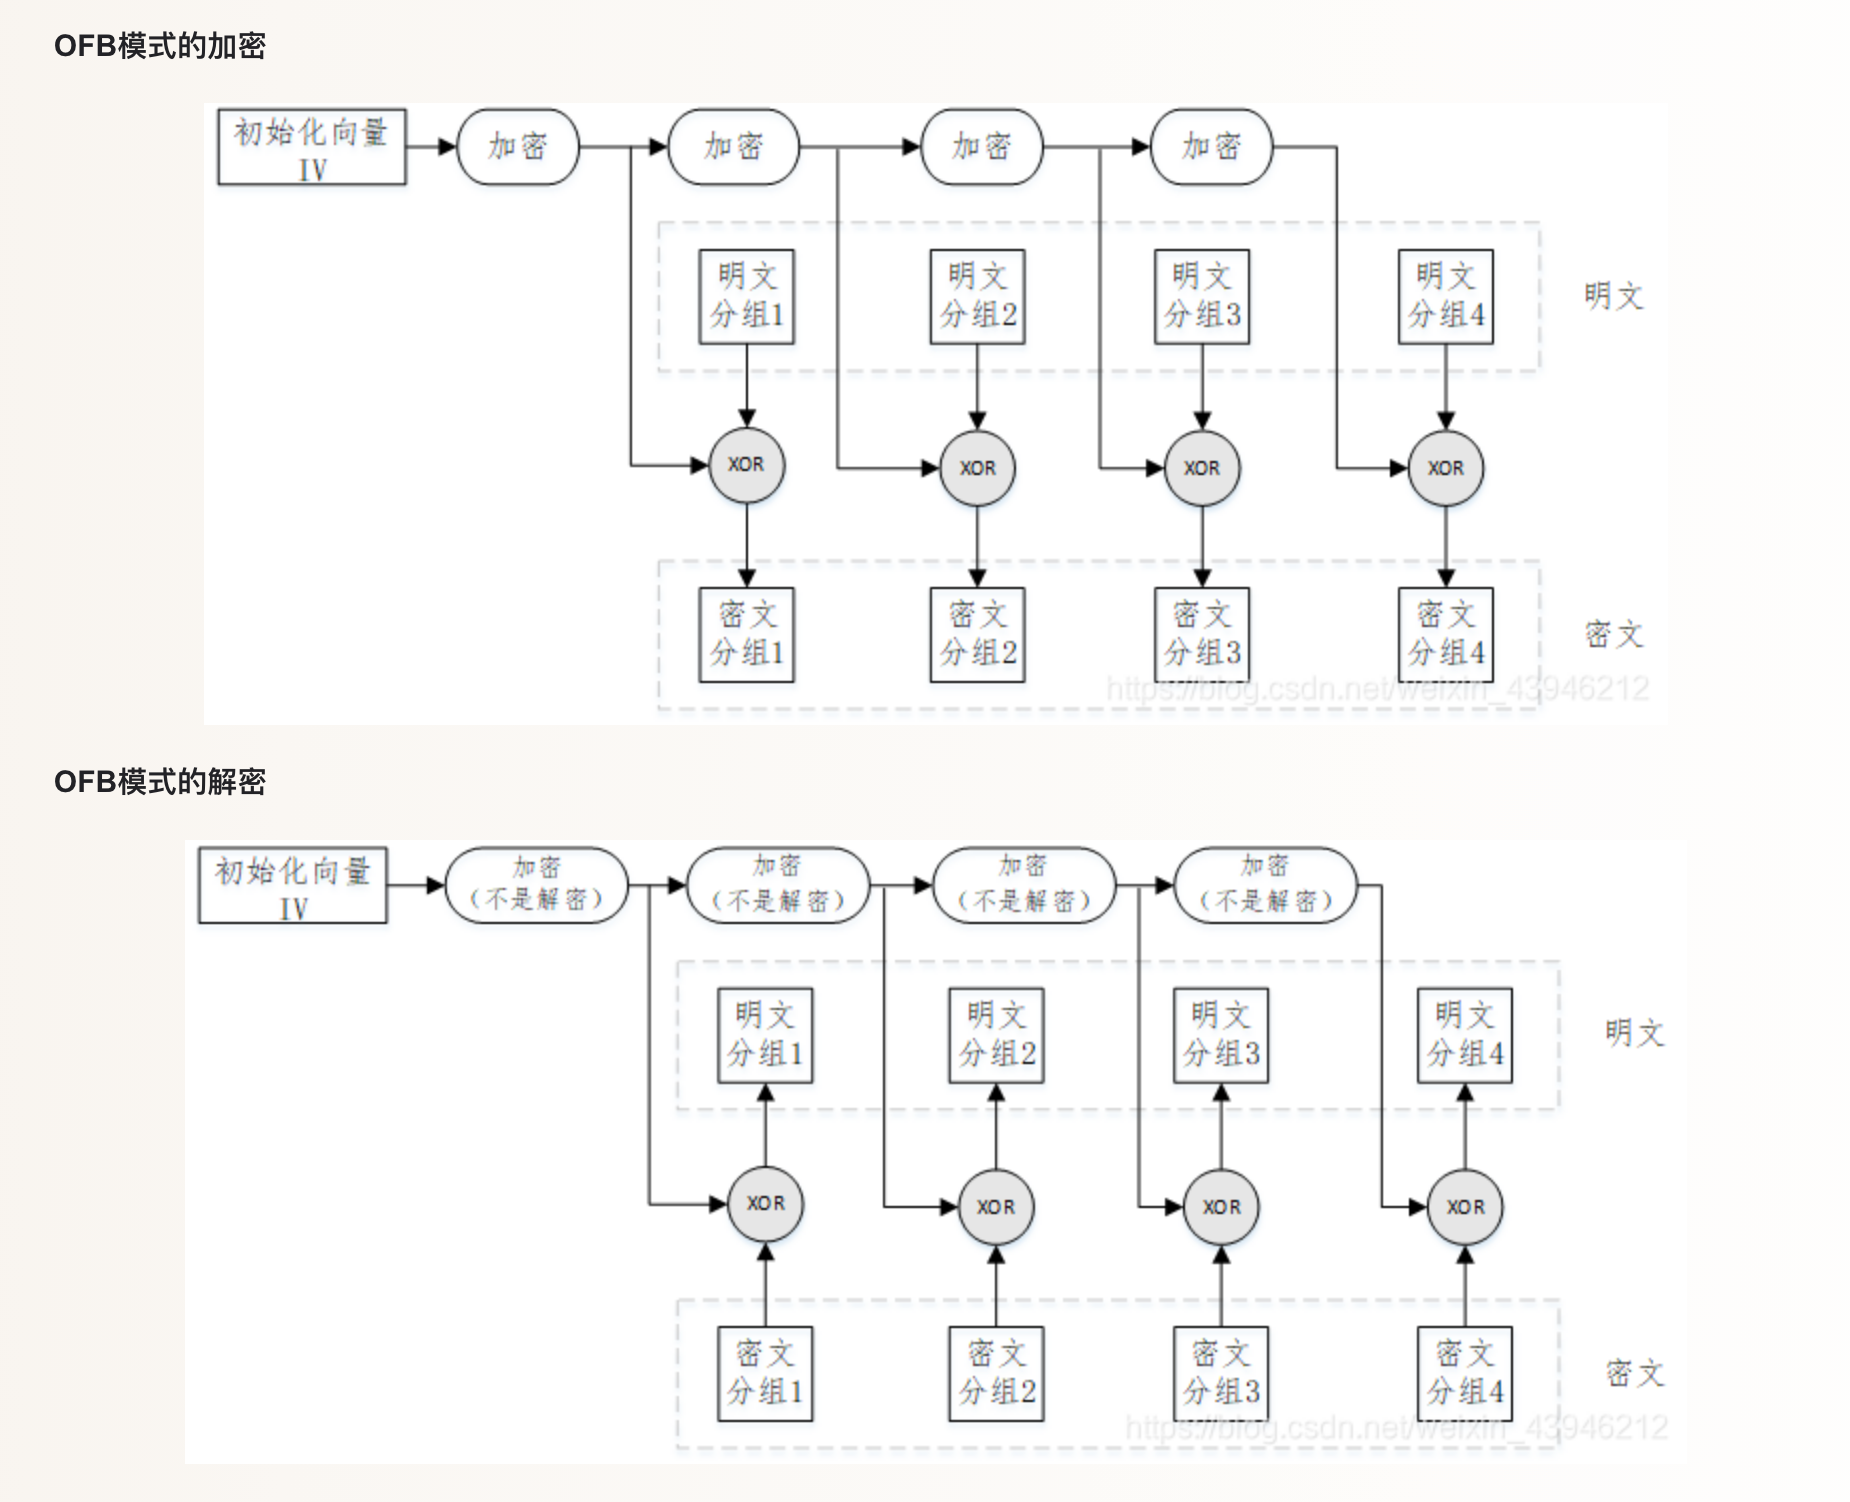 OFB模式的加密
初始化向量
IV
加密
加密
加密
加密
明文
分组1
明文
分组2
明文
分组3
明文
分组4
明文
XOR
XOR
XOR
XOR
密文
分组1
密文
分组2
密文
分组3
密文
分组4
密文
https://blog.csdn.net/weixin_43946212
OFB模式的解密
初始化向量
IV
加密
（不是解密）
加密
（不是解密）
加密
（不是解密）
加密
（不是解密）
明文
分组1
明文
分组2
明文
分组3
明文
分组4
明文
XOR
XOR
XOR
XOR
密文
分组1
密文
分组2
密文
分组3
密文
分组4
密文
https://blog.csdn.net/weixin_43946212